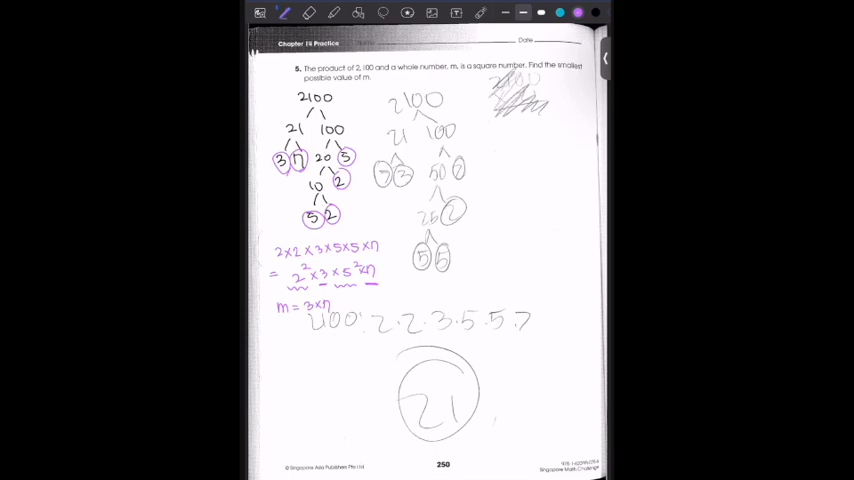 Chapter 1
Practice
Date
5. The product of 2,100 and a whole number, m, is a square number. Find the smallest
possible value of m.
2100
21 100
3 7 20 5
10 2
5 2
2×2×3×5×5×7
= 2² × 3 × 5² × 7
m = 3×7
2100
21 100
7 3 50 2
25 2
5 5
2100: 2·2·3·5·5·7
21
© Singapore Asia Publishers Pte Ltd
250
Singapore Math Challenge